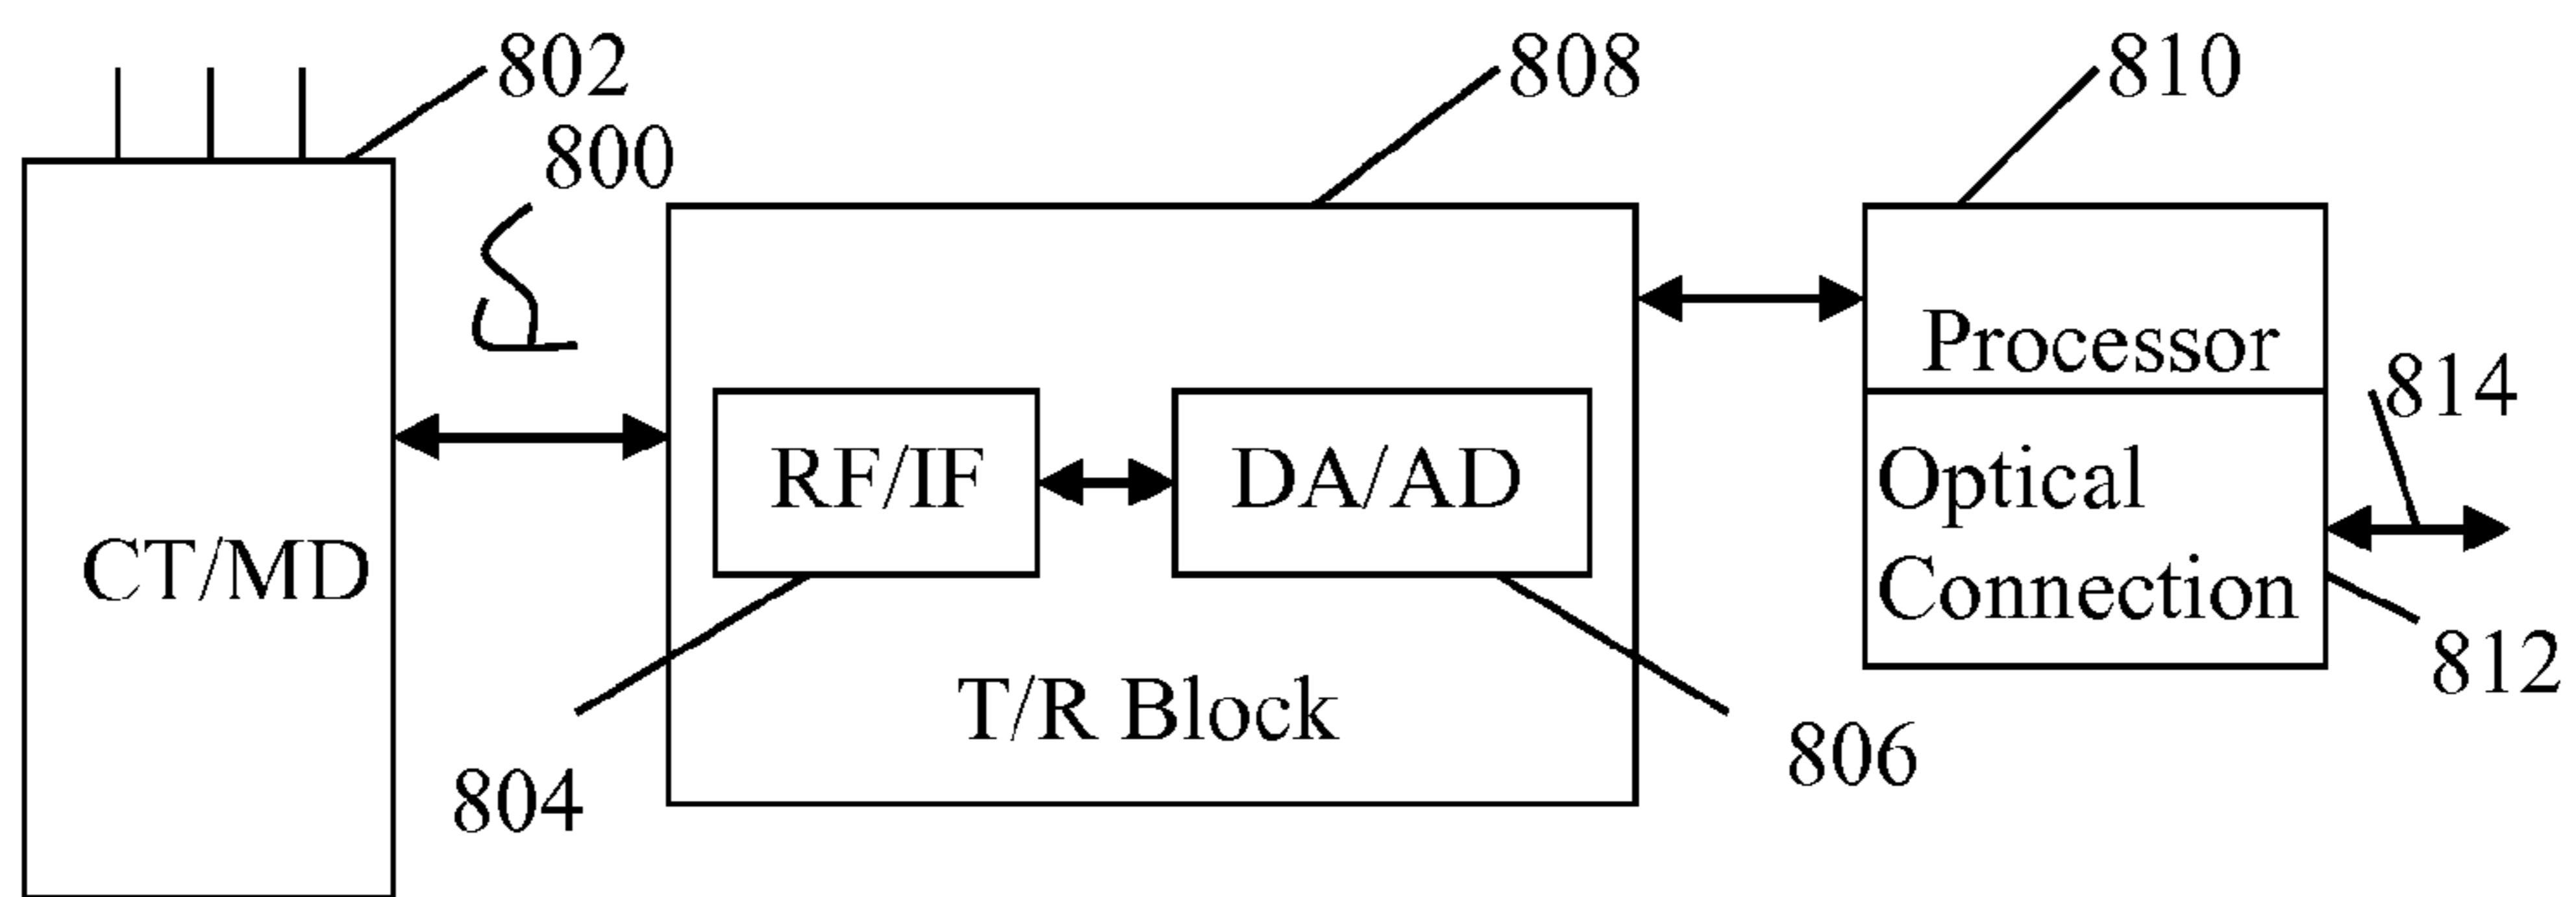 802
808
810
800
Processor
814
CT/MD
RF/IF
DA/AD
Optical
Connection
T/R Block
812
804
806